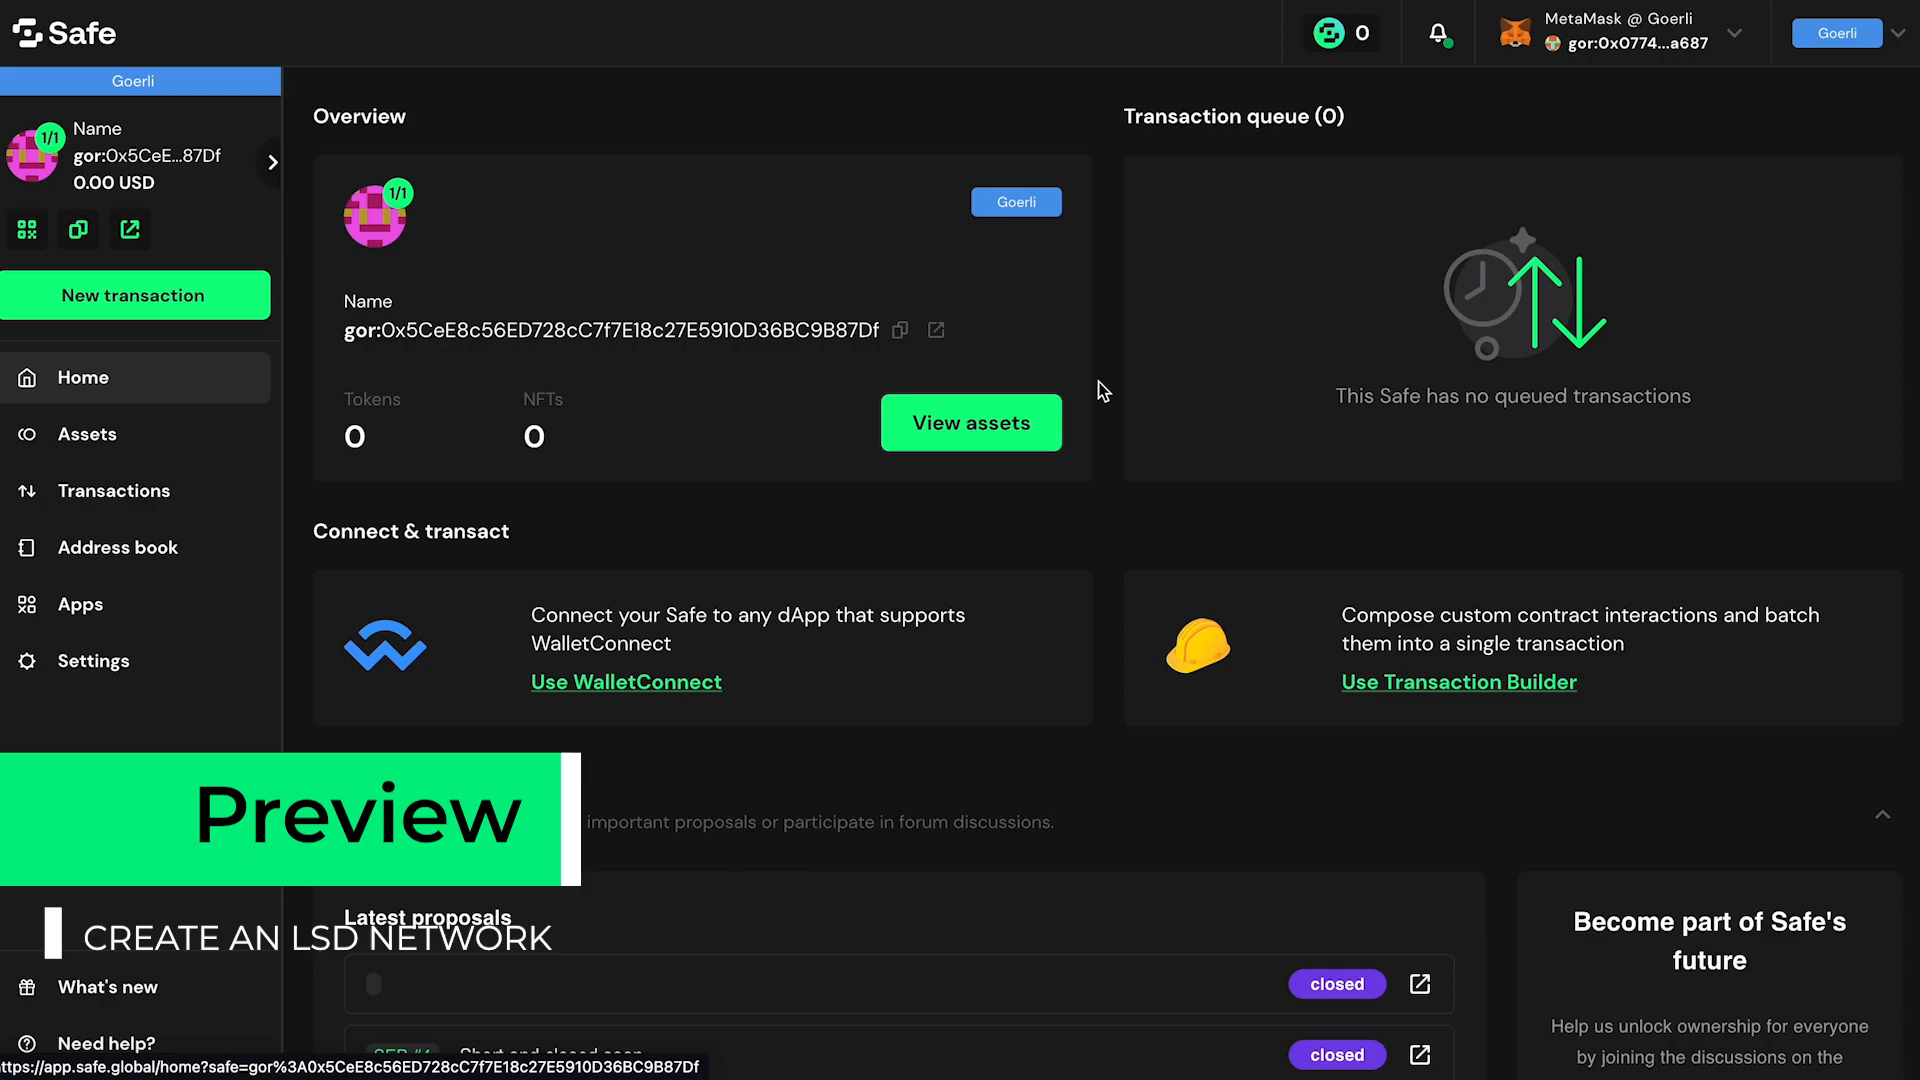 Safe
0
MetaMask @ Goerli
gor:0x0774...a687
Goerli
Goerli
1/1
Name
gor:0x5CeE...87Df
0.00 USD
New transaction
Home
Assets
Transactions
Address book
Apps
Settings
Overview
1/1
Goerli
Name
gor:0x5CeE8c56ED728cC7f7E18c27E5910D36BC9B87Df
Tokens
NFTs
0
0
View assets
Transaction queue (0)
This Safe has no queued transactions
Connect & transact
Connect your Safe to any dApp that supports
WalletConnect
Use WalletConnect
Compose custom contract interactions and batch
them into a single transaction
Use Transaction Builder
Preview
important proposals or participate in forum discussions.
Latest proposals
CREATE AN LSD NETWORK
closed
closed
Become part of Safe's
future
Help us unlock ownership for everyone
by joining the discussions on the
What's new
Need help?
ttps://app.safe.global/home?safe=gor%3A0x5CeE8c56ED728cC7f7E18c27E5910D36BC9B87Df